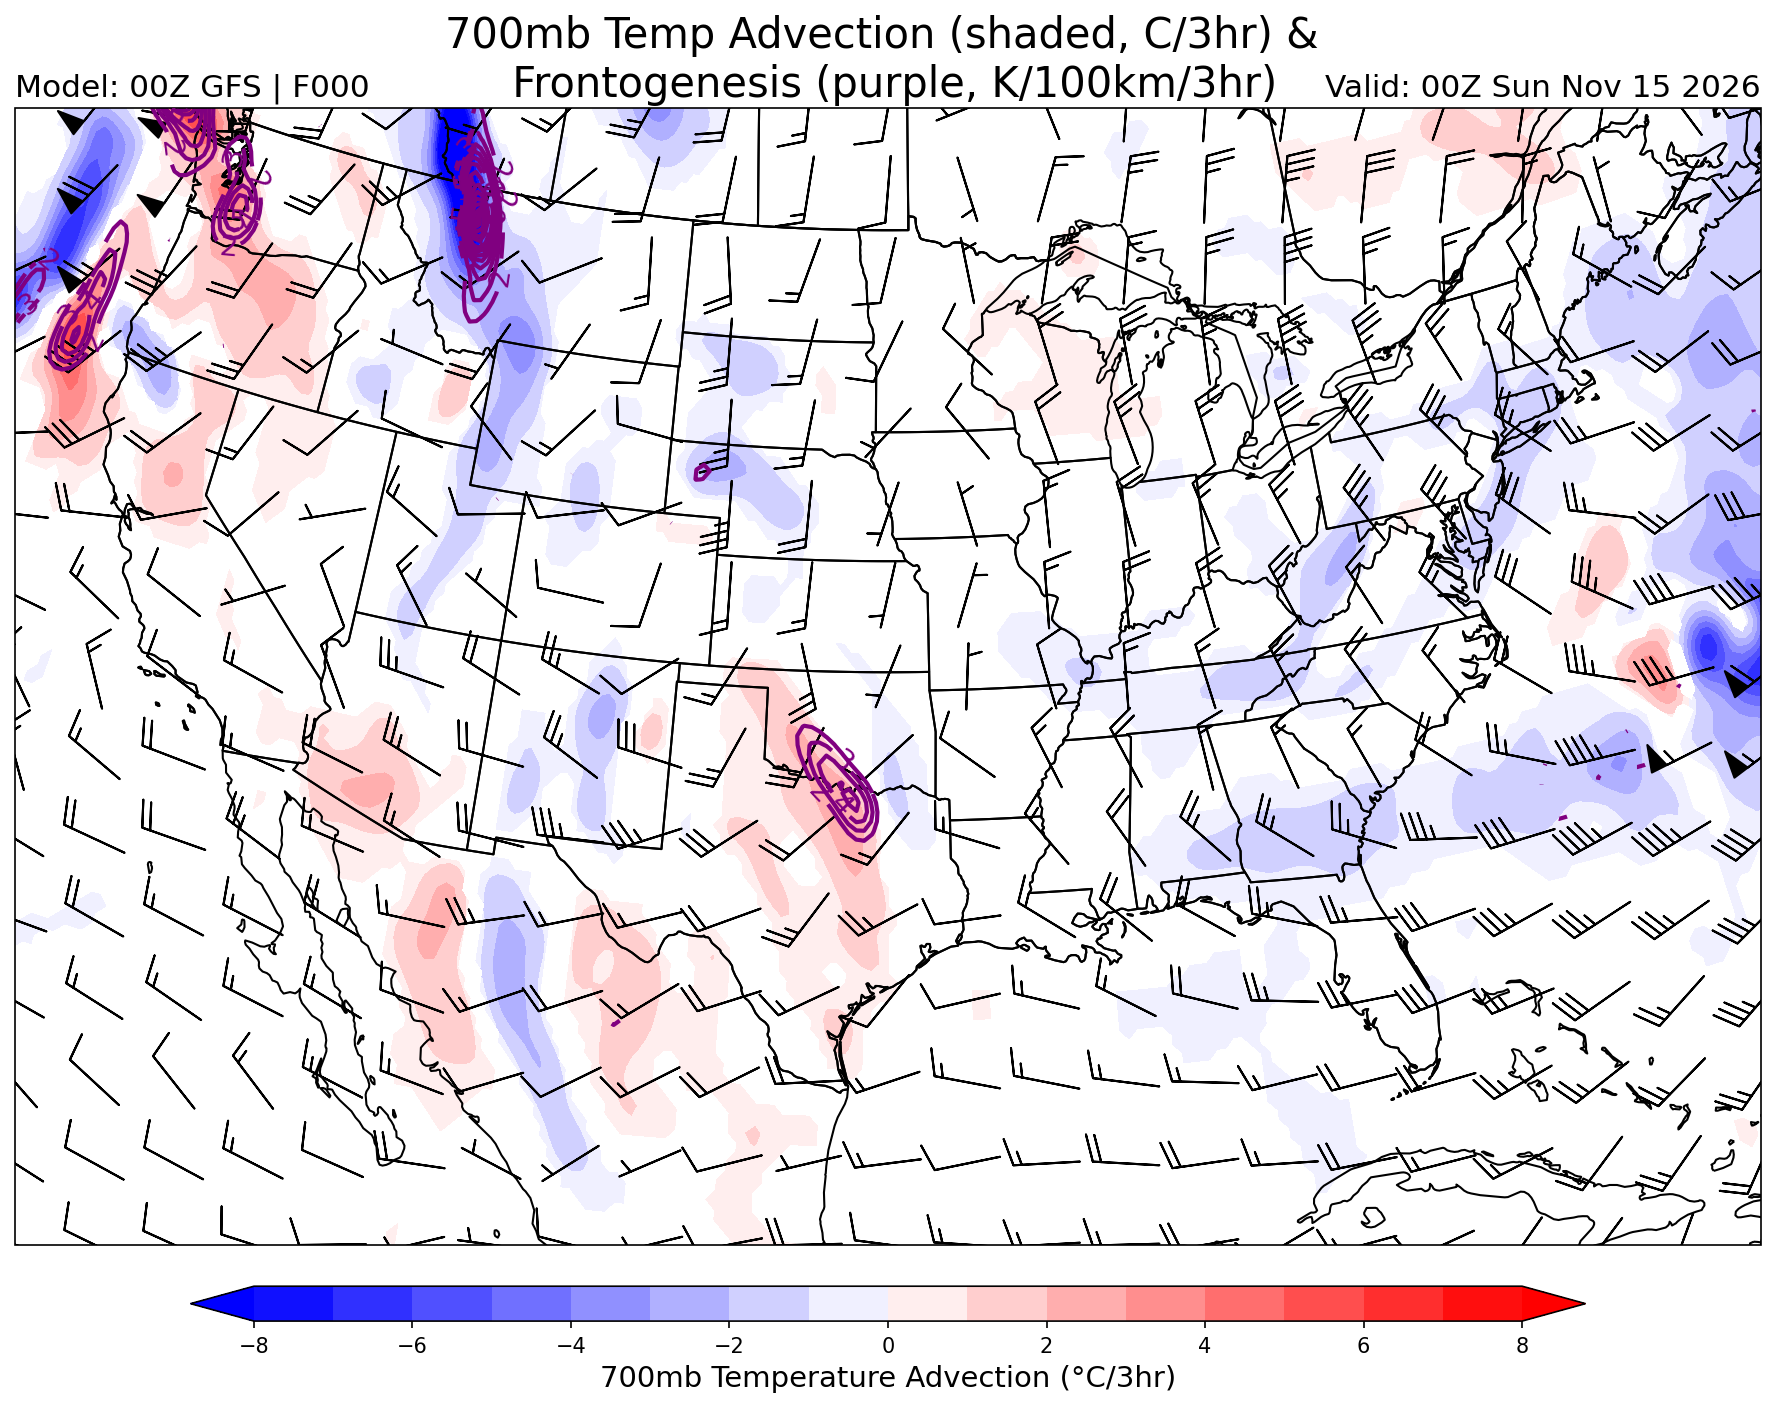 700mb Temp Advection (shaded, C/3hr) &
Model: 00Z GFS | F000
Frontogenesis (purple, K/100km/3hr)
Valid: 00Z Sun Nov 15 2026
−8 −6 −4 −2 0 2 4 6 8
700mb Temperature Advection (°C/3hr)